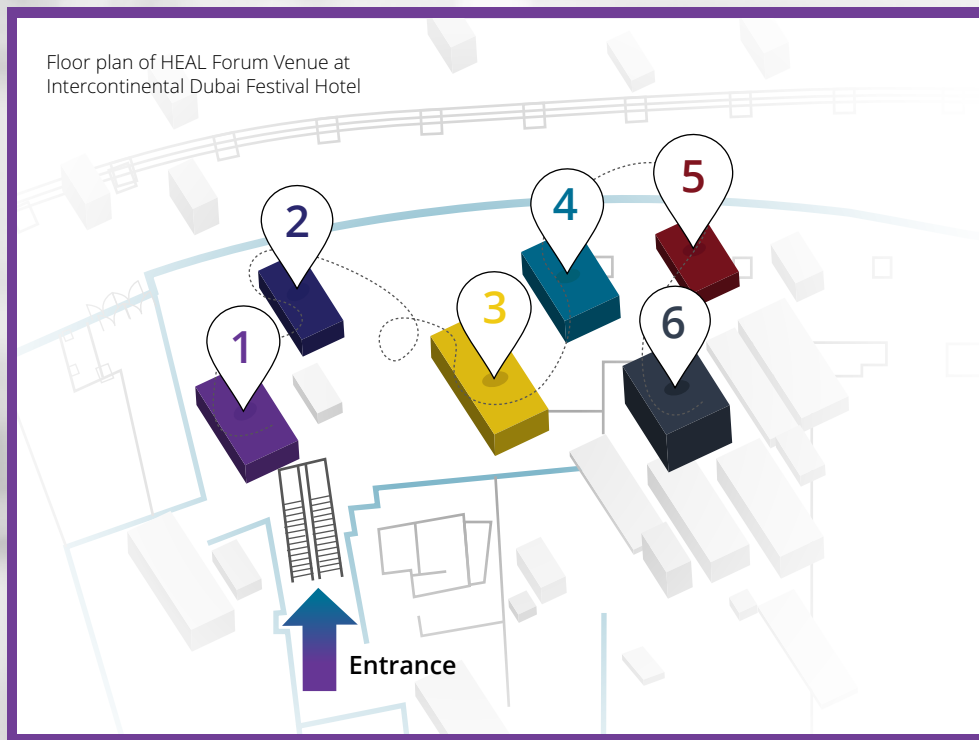 Floor plan of HEAL Forum Venue at
Intercontinental Dubai Festival Hotel
5
4
2
3
6
1
Entrance